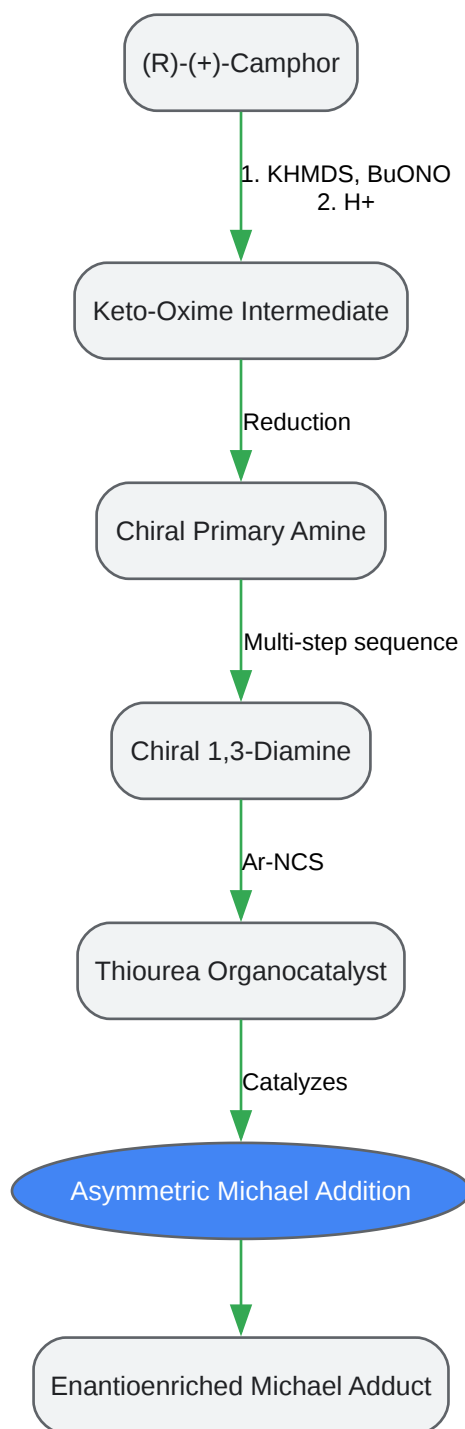 (R)-(+)-Camphor
1. KHMDS, BuONO
2. H+
Keto-Oxime Intermediate
Reduction
Chiral Primary Amine
Multi-step sequence
Chiral 1,3-Diamine
Ar-NCS
Thiourea Organocatalyst
Catalyzes
Asymmetric Michael Addition
Enantioenriched Michael Adduct